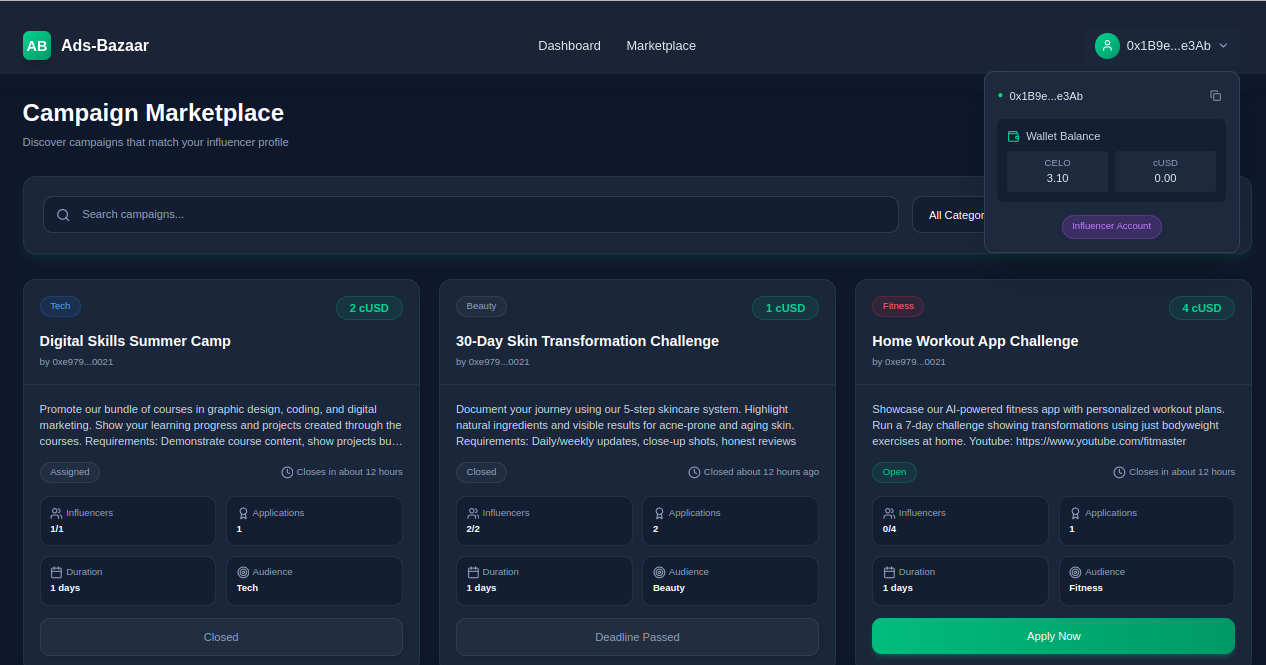 AB Ads-Bazaar
Dashboard Marketplace
0x1B9e...e3Ab
0x1B9e...e3Ab
Wallet Balance
CELO cUSD
3.10 0.00
Influencer Account
Campaign Marketplace
Discover campaigns that match your influencer profile
Search campaigns...
All Categor
Tech 2 cUSD
Digital Skills Summer Camp
by 0xe979...0021
Promote our bundle of courses in graphic design, coding, and digital
marketing. Show your learning progress and projects created through the
courses. Requirements: Demonstrate course content, show projects bu...
Assigned Closes in about 12 hours
Influencers Applications
1/1 1
Duration Audience
1 days Tech
Closed
Beauty 1 cUSD
30-Day Skin Transformation Challenge
by 0xe979...0021
Document your journey using our 5-step skincare system. Highlight
natural ingredients and visible results for acne-prone and aging skin.
Requirements: Daily/weekly updates, close-up shots, honest reviews
Closed Closed about 12 hours ago
Influencers Applications
2/2 2
Duration Audience
1 days Beauty
Deadline Passed
Fitness 4 cUSD
Home Workout App Challenge
by 0xe979...0021
Showcase our AI-powered fitness app with personalized workout plans.
Run a 7-day challenge showing transformations using just bodyweight
exercises at home. Youtube: https://www.youtube.com/fitmaster
Open Closes in about 12 hours
Influencers Applications
0/4 1
Duration Audience
1 days Fitness
Apply Now